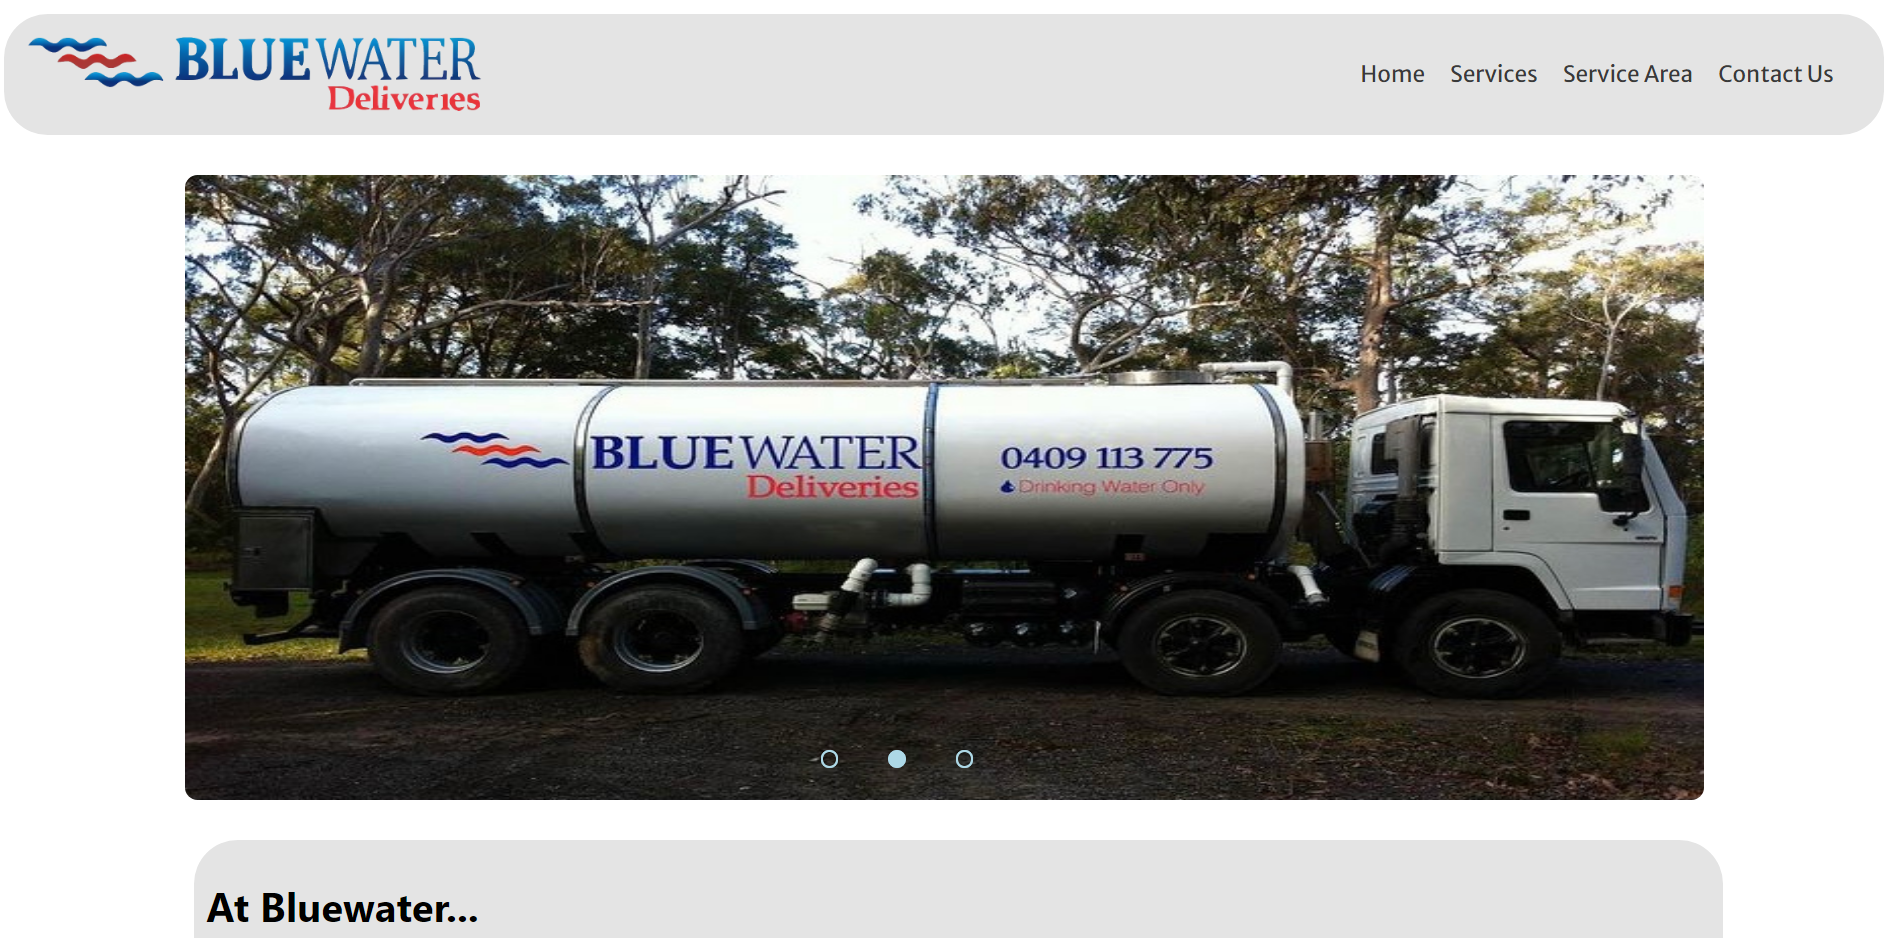 BLUEWATER
Deliveries
Home Services Service Area Contact Us
BLUEWATER
Deliveries
0409 113 775
Drinking Water Only
At Bluewater...